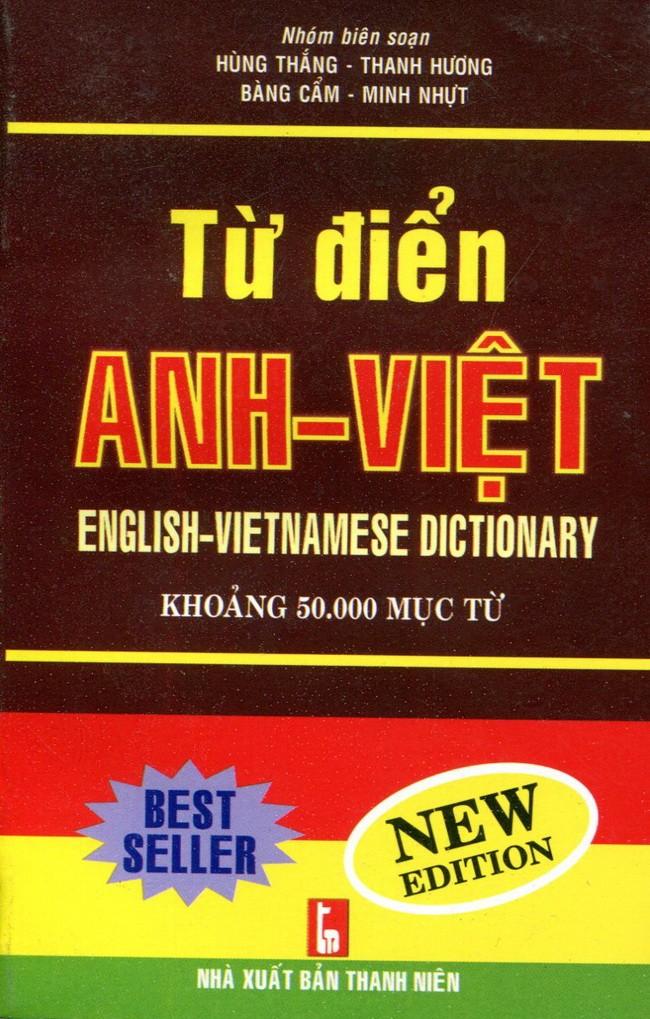 Nhóm biên soạn
HÙNG THẮNG - THANH HƯƠNG
BÀNG CẨM - MINH NHỰT
Từ điển
ANH-VIỆT
ENGLISH-VIETNAMESE DICTIONARY
KHOẢNG 50.000 MỤC TỪ
BEST
SELLER
NEW
EDITION
NHÀ XUẤT BẢN THANH NIÊN